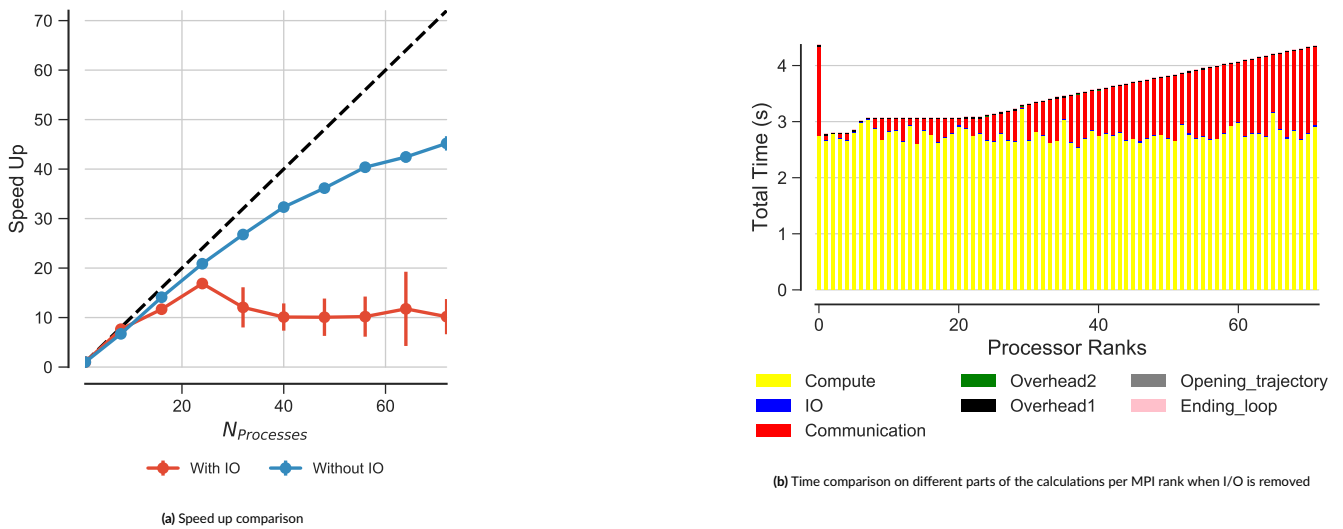 70
60
50
40
30
20
10
0
Speed Up
20 40 60
N_Processes
With IO Without IO
(a) Speed up comparison
4
3
2
1
0
Total Time (s)
0 20 40 60
Processor Ranks
Compute Overhead2 Opening_trajectory
IO Overhead1 Ending_loop
Communication
(b) Time comparison on different parts of the calculations per MPI rank when I/O is removed